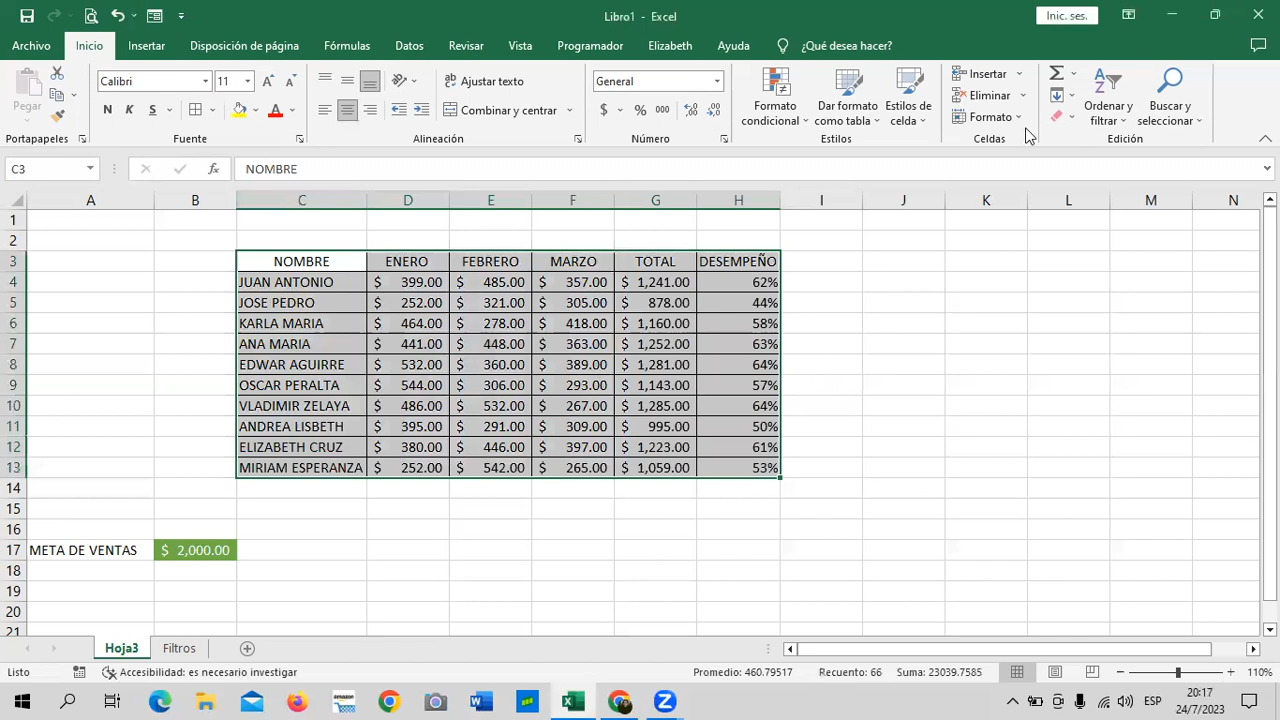 Libro1 - Excel
Inic. ses.
Archivo Inicio Insertar Disposición de página Fórmulas Datos Revisar Vista Programador Elizabeth Ayuda ¿Qué desea hacer?
Pegar
Calibri 11
N K S
Ajustar texto
Combinar y centrar
General
$ % 000
Formato condicional
Dar formato como tabla
Estilos de celda
Insertar
Eliminar
Formato
Ordenar y filtrar
Buscar y seleccionar
Portapapeles Fuente Alineación Número Estilos Celdas Edición
C3 fx NOMBRE
A B C D E F G H I J K L M N
1
2
3 NOMBRE ENERO FEBRERO MARZO TOTAL DESEMPEÑO
4 JUAN ANTONIO $ 399.00 $ 485.00 $ 357.00 $ 1,241.00 62%
5 JOSE PEDRO $ 252.00 $ 321.00 $ 305.00 $ 878.00 44%
6 KARLA MARIA $ 464.00 $ 278.00 $ 418.00 $ 1,160.00 58%
7 ANA MARIA $ 441.00 $ 448.00 $ 363.00 $ 1,252.00 63%
8 EDWAR AGUIRRE $ 532.00 $ 360.00 $ 389.00 $ 1,281.00 64%
9 OSCAR PERALTA $ 544.00 $ 306.00 $ 293.00 $ 1,143.00 57%
10 VLADIMIR ZELAYA $ 486.00 $ 532.00 $ 267.00 $ 1,285.00 64%
11 ANDREA LISBETH $ 395.00 $ 291.00 $ 309.00 $ 995.00 50%
12 ELIZABETH CRUZ $ 380.00 $ 446.00 $ 397.00 $ 1,223.00 61%
13 MIRIAM ESPERANZA $ 252.00 $ 542.00 $ 265.00 $ 1,059.00 53%
14
15
16
17 META DE VENTAS $ 2,000.00
18
19
20
21
Hoja3 Filtros
Listo Accesibilidad: es necesario investigar Promedio: 460.79517 Recuento: 66 Suma: 23039.7585 110%
ESP
20:17
24/7/2023